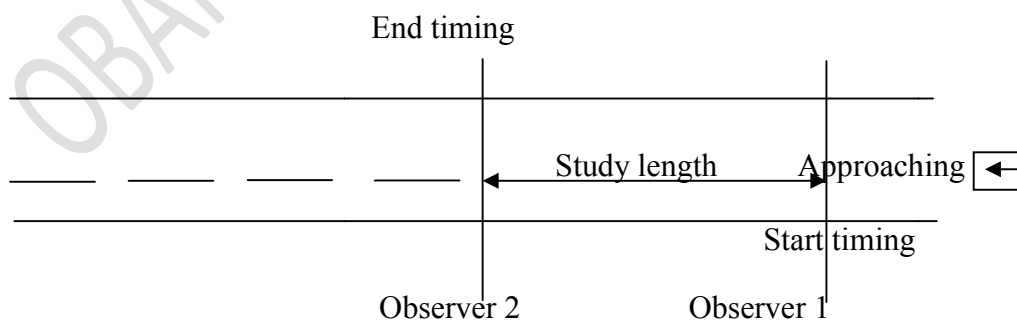 End timing
Study length
Approaching
Start timing
Observer 2
Observer 1